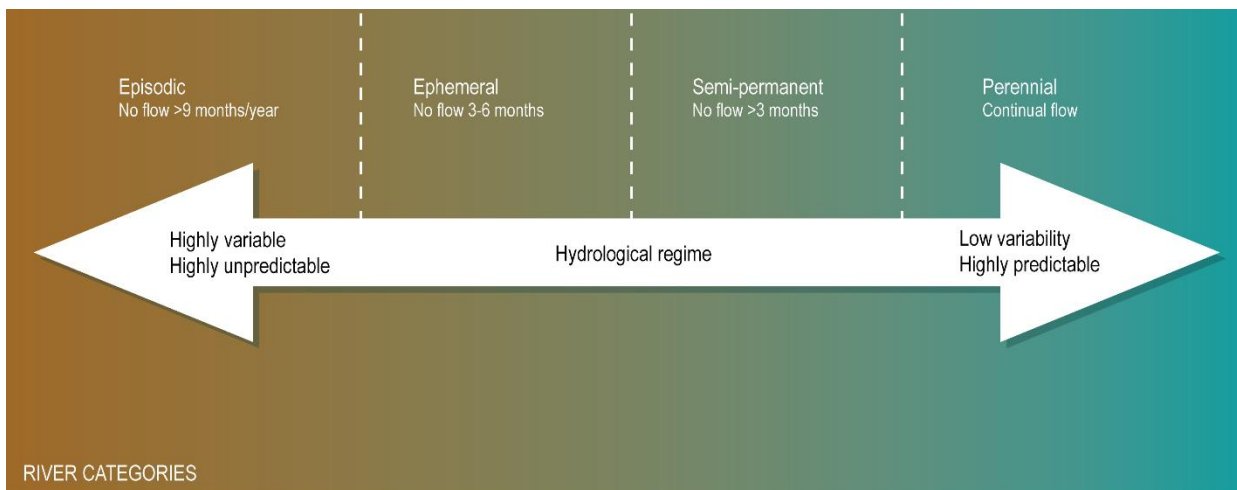 Episodic
No flow >9 months/year
Ephemeral
No flow 3-6 months
Semi-permanent
No flow >3 months
Perennial
Continual flow
Highly variable
Highly unpredictable
Hydrological regime
Low variability
Highly predictable
RIVER CATEGORIES